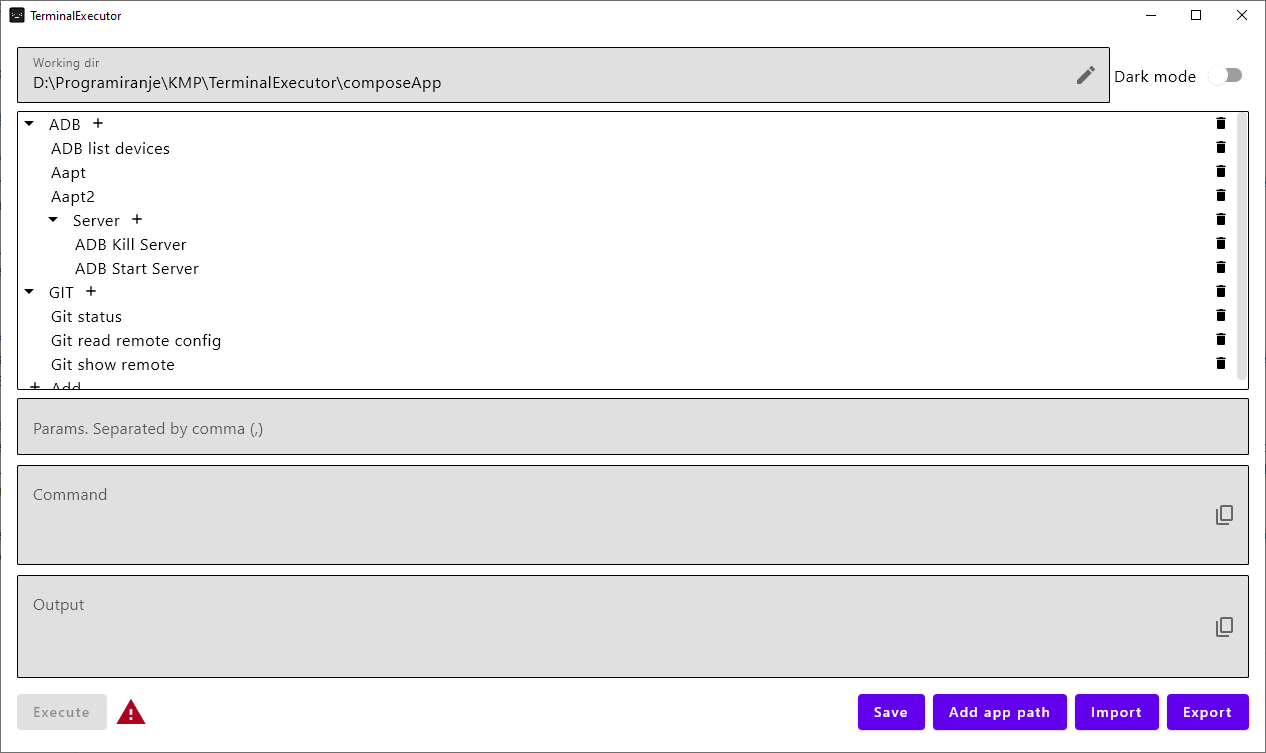 TerminalExecutor
Working dir
D:\Programiranje\KMP\TerminalExecutor\composeApp
Dark mode
ADB +
ADB list devices
Aapt
Aapt2
Server +
ADB Kill Server
ADB Start Server
GIT +
Git status
Git read remote config
Git show remote
+ Add
Params. Separated by comma (,)
Command
Output
Execute
Save
Add app path
Import
Export